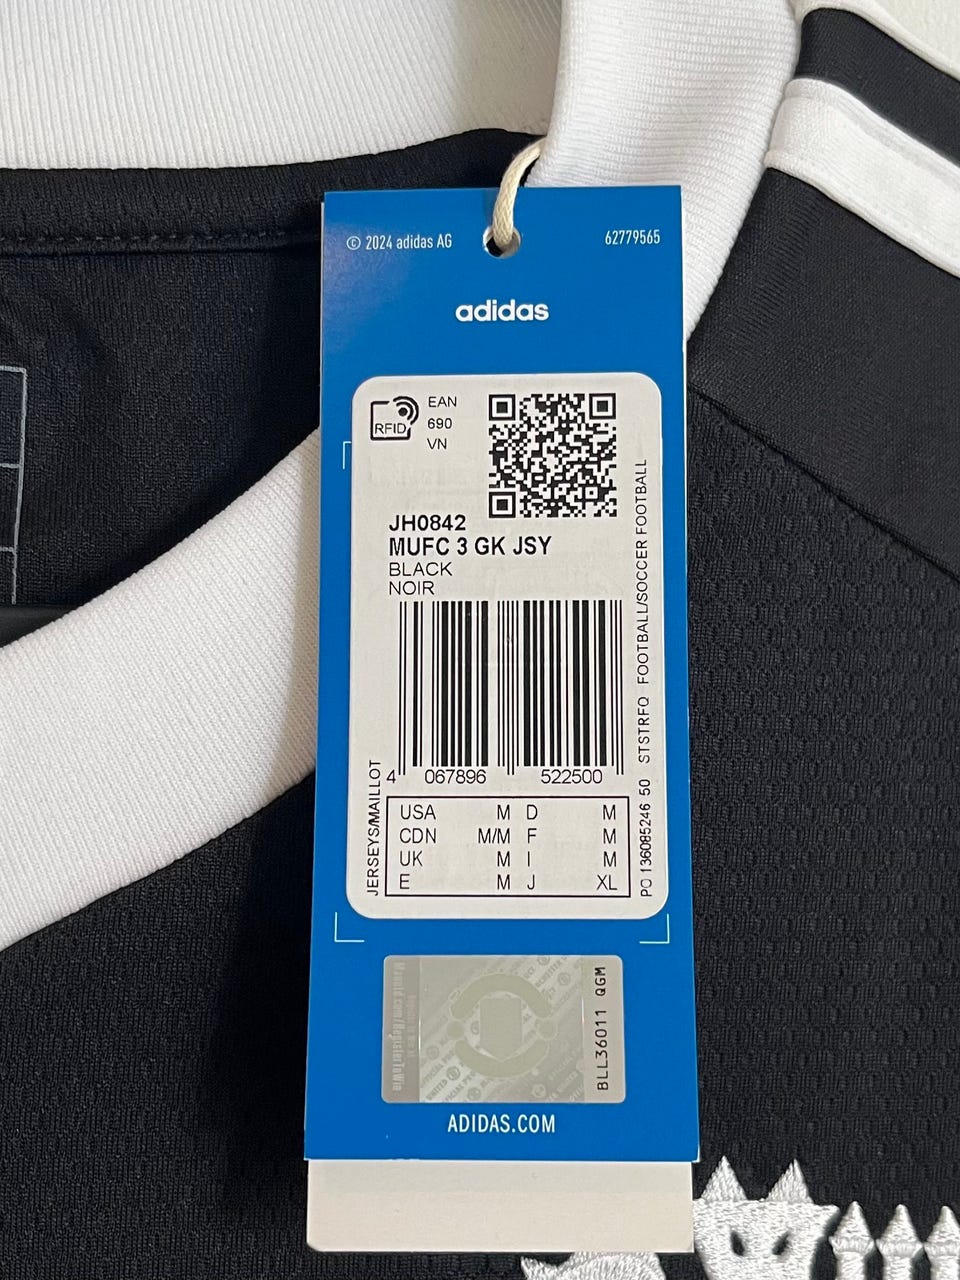 © 2024 adidas AG
62779565
adidas
RFID
EAN
690
VN
JH0842
MUFC 3 GK JSY
BLACK
NOIR
4 067896 522500
JERSEYS/MAILLOT
PO 136085246 50 STSTRFQ FOOTBALL/SOCCER FOOTBALL
USA M D M
CDN M/M F M
UK M I M
E M J XL
BLL36011 QGM
ADIDAS.COM